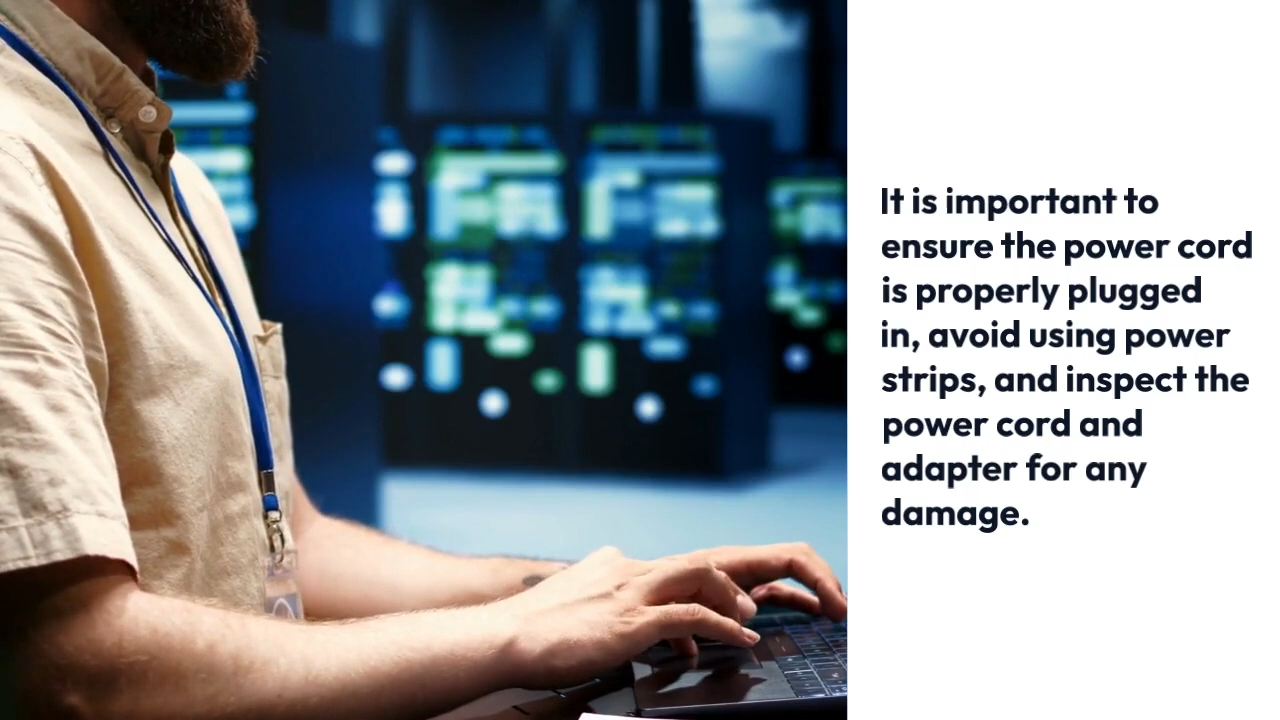 It is important to
ensure the power cord
is properly plugged
in, avoid using power
strips, and inspect the
power cord and
adapter for any
damage.